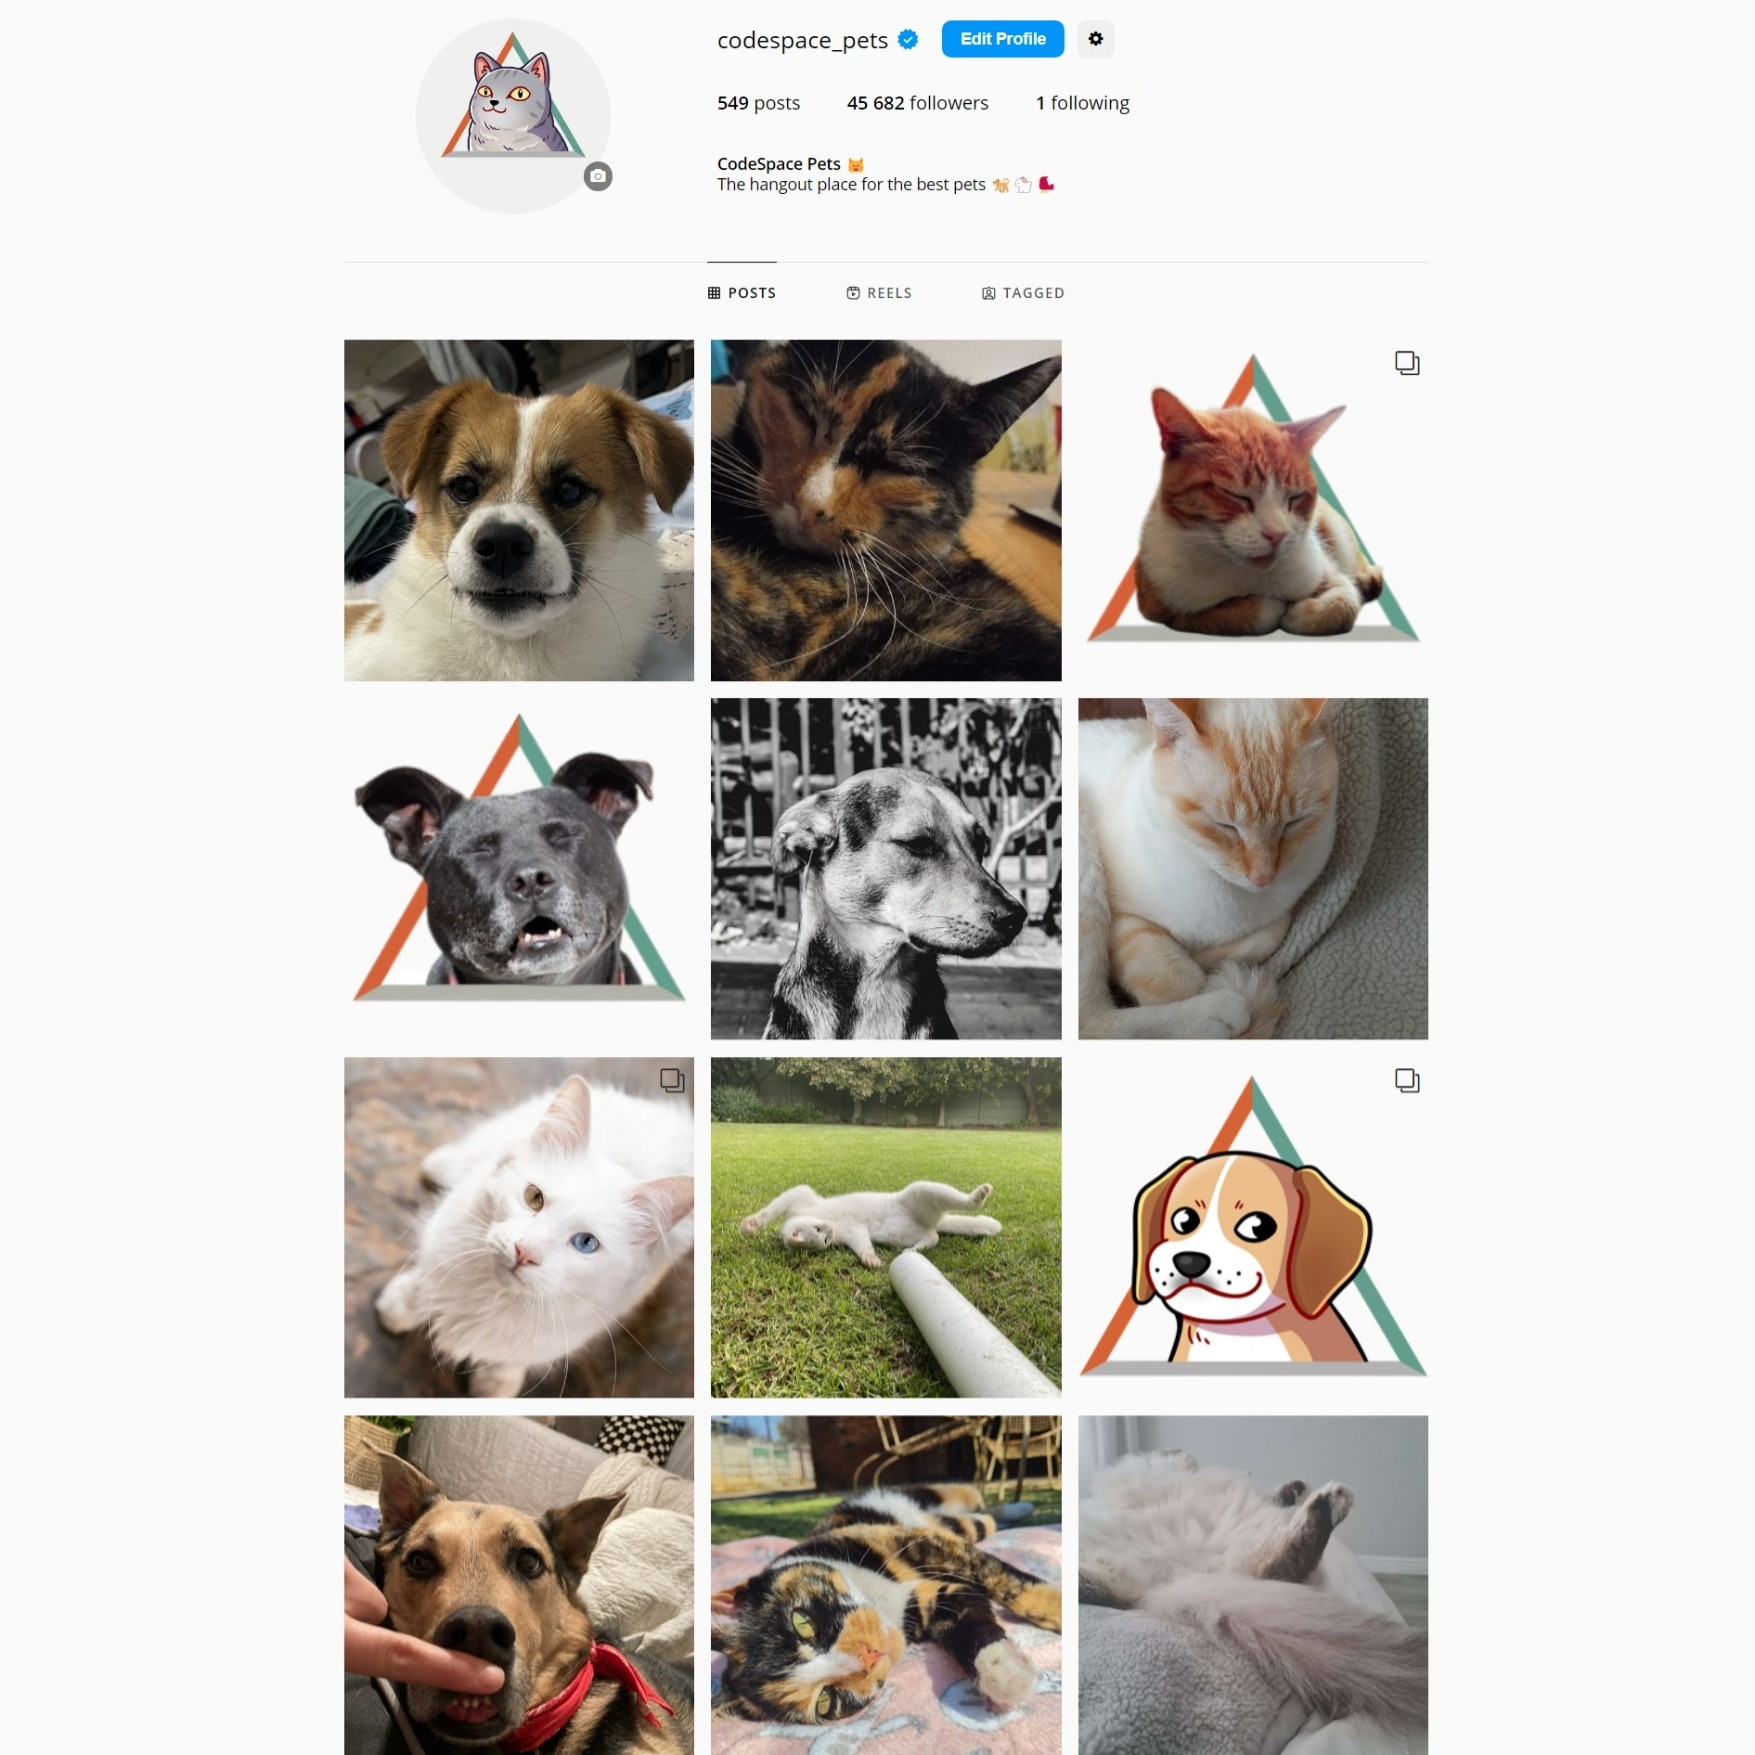 codespace_pets Edit Profile
549 posts 45 682 followers 1 following
CodeSpace Pets
The hangout place for the best pets
POSTS REELS TAGGED